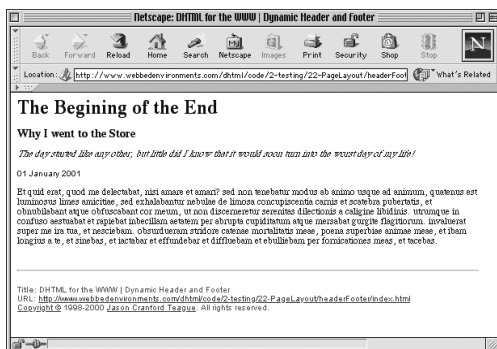 Netscape: DHTML for the WWW | Dynamic Header and Footer
Back Forward Reload Home Search Netscape Images Print Security Shop Stop N
Location: http://www.webbedenvironments.com/dhtml/code/2-testing/22-PageLayout/headerFoot What's Related
The Begining of the End
Why I went to the Store
The day started like any other, but little did I know that it would soon turn into the worst day of my life!
01 January 2001
Et quid erat, quod me delectabat, nisi amare et amari? sed non tenebatur modus ab animo usque ad animum, quatenus est
luminosus limes amicitiae, sed exhalabantur nebulae de limosa concupiscentia carnis et scatebra pubertatis, et
obnubilabant atque obfuscabant cor meum, ut non discerneretur serenitas dilectionis a caligine libidinis. utrumque in
confuso aestuabat et rapiebat inbecillam aetatem per abrupta cupiditatum atque mersabat gurgite flagitiorum. invaluerat
super me ira tua, et nesciebam. obsurdueram stridore catenae mortalitatis meae, poena superbiae animae meae, et ibam
longius a te, et sinebas, et iactabar et effundebar et diffluebam et ebulliebam per fornicationes meas, et tacebas.
Title: DHTML for the WWW | Dynamic Header and Footer
URL: http://www.webbedenvironments.com/dhtml/code/2-testing/22-PageLayout/headerFooter/index.html
Copyright © 1998-2000 Jason Cranford Teague. All rights reserved.